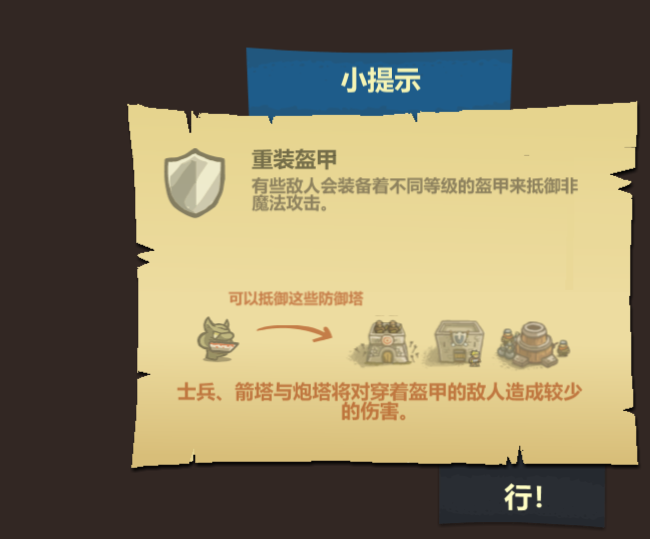 小提示
重装盔甲
有些敌人会装备着不同等级的盔甲来抵御非
魔法攻击。
可以抵御这些防御塔
士兵、箭塔与炮塔将对穿着盔甲的敌人造成较少
的伤害。
行!